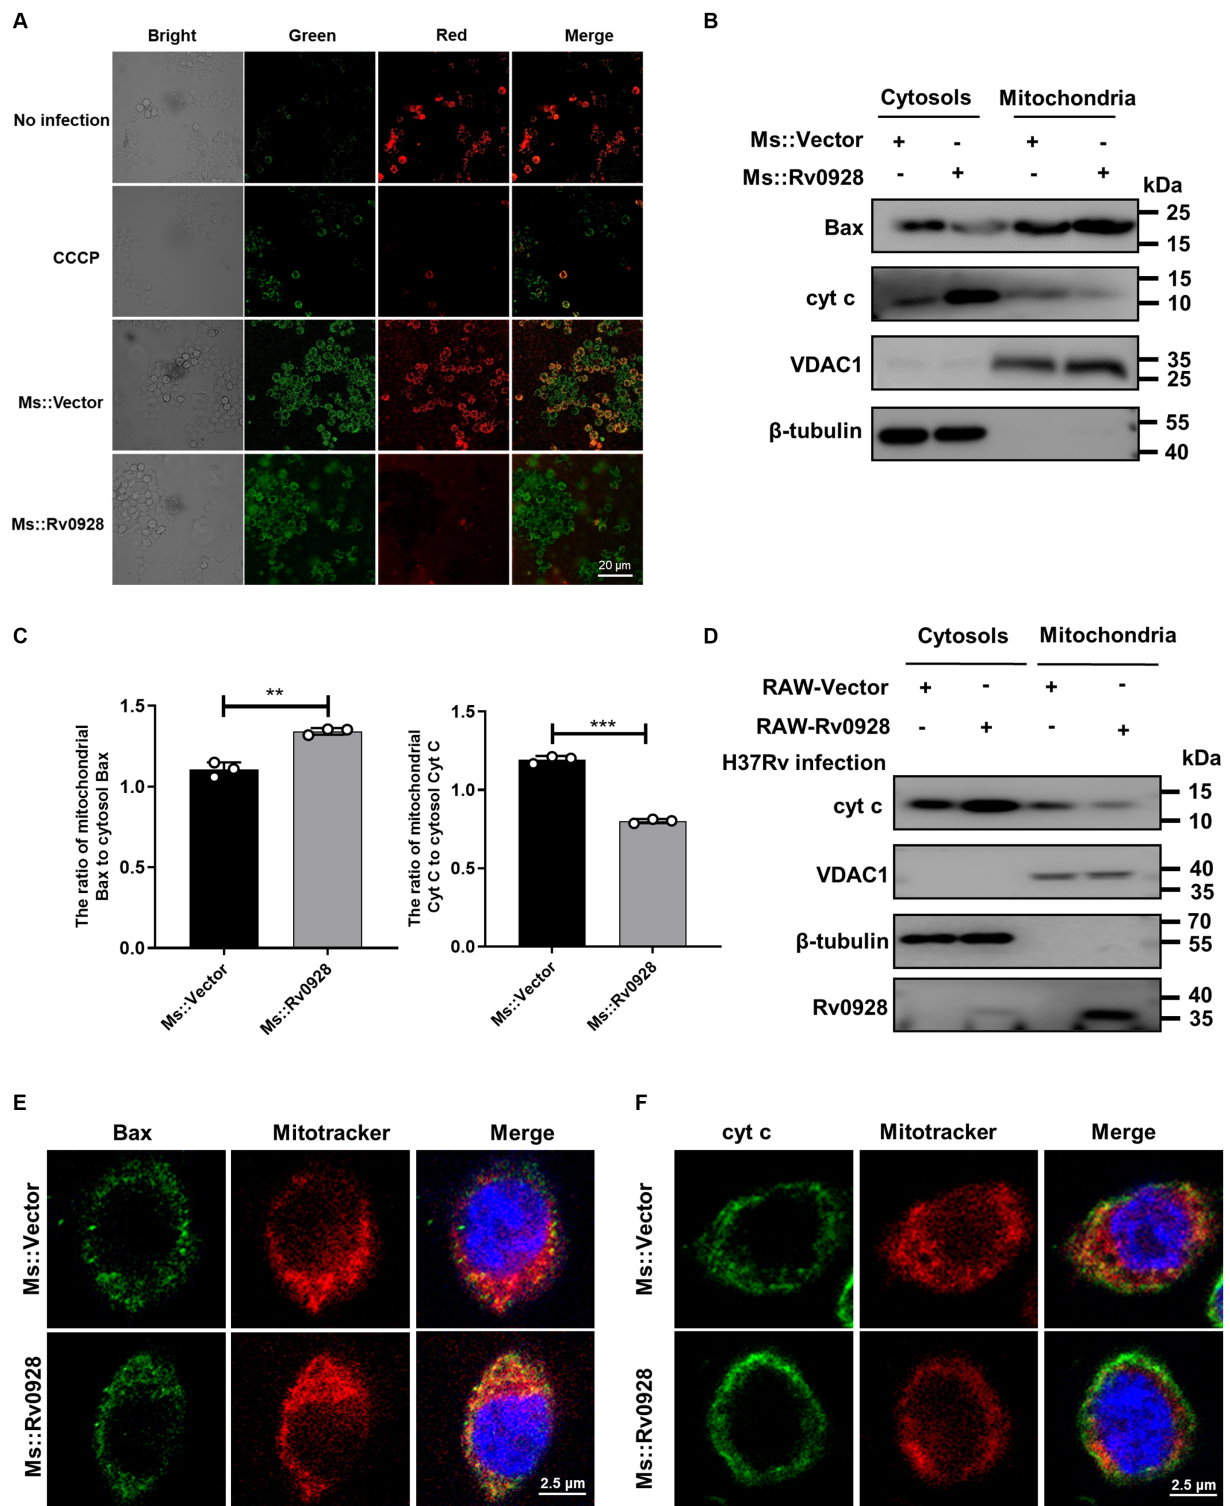 A
Bright Green Red Merge
No infection
CCCP
Ms::Vector
Ms::Rv0928
20 µm
B
Cytosols Mitochondria
Ms::Vector + - + -
Ms::Rv0928 - + - +
kDa
Bax
25
15
cyt c
15
10
VDAC1
35
25
β-tubulin
55
40
C
The ratio of mitochondrial
Bax to cytosol Bax
1.5
1.0
0.5
0.0
**
Ms::Vector
Ms::Rv0928
The ratio of mitochondrial
Cyt C to cytosol Cyt C
1.5
1.0
0.5
0.0
***
Ms::Vector
Ms::Rv0928
D
Cytosols Mitochondria
RAW-Vector + - + -
RAW-Rv0928 - + - +
H37Rv infection
kDa
cyt c
15
10
VDAC1
40
35
β-tubulin
70
55
Rv0928
40
35
E
Bax Mitotracker Merge
Ms::Vector
Ms::Rv0928
2.5 µm
F
cyt c Mitotracker Merge
Ms::Vector
Ms::Rv0928
2.5 µm